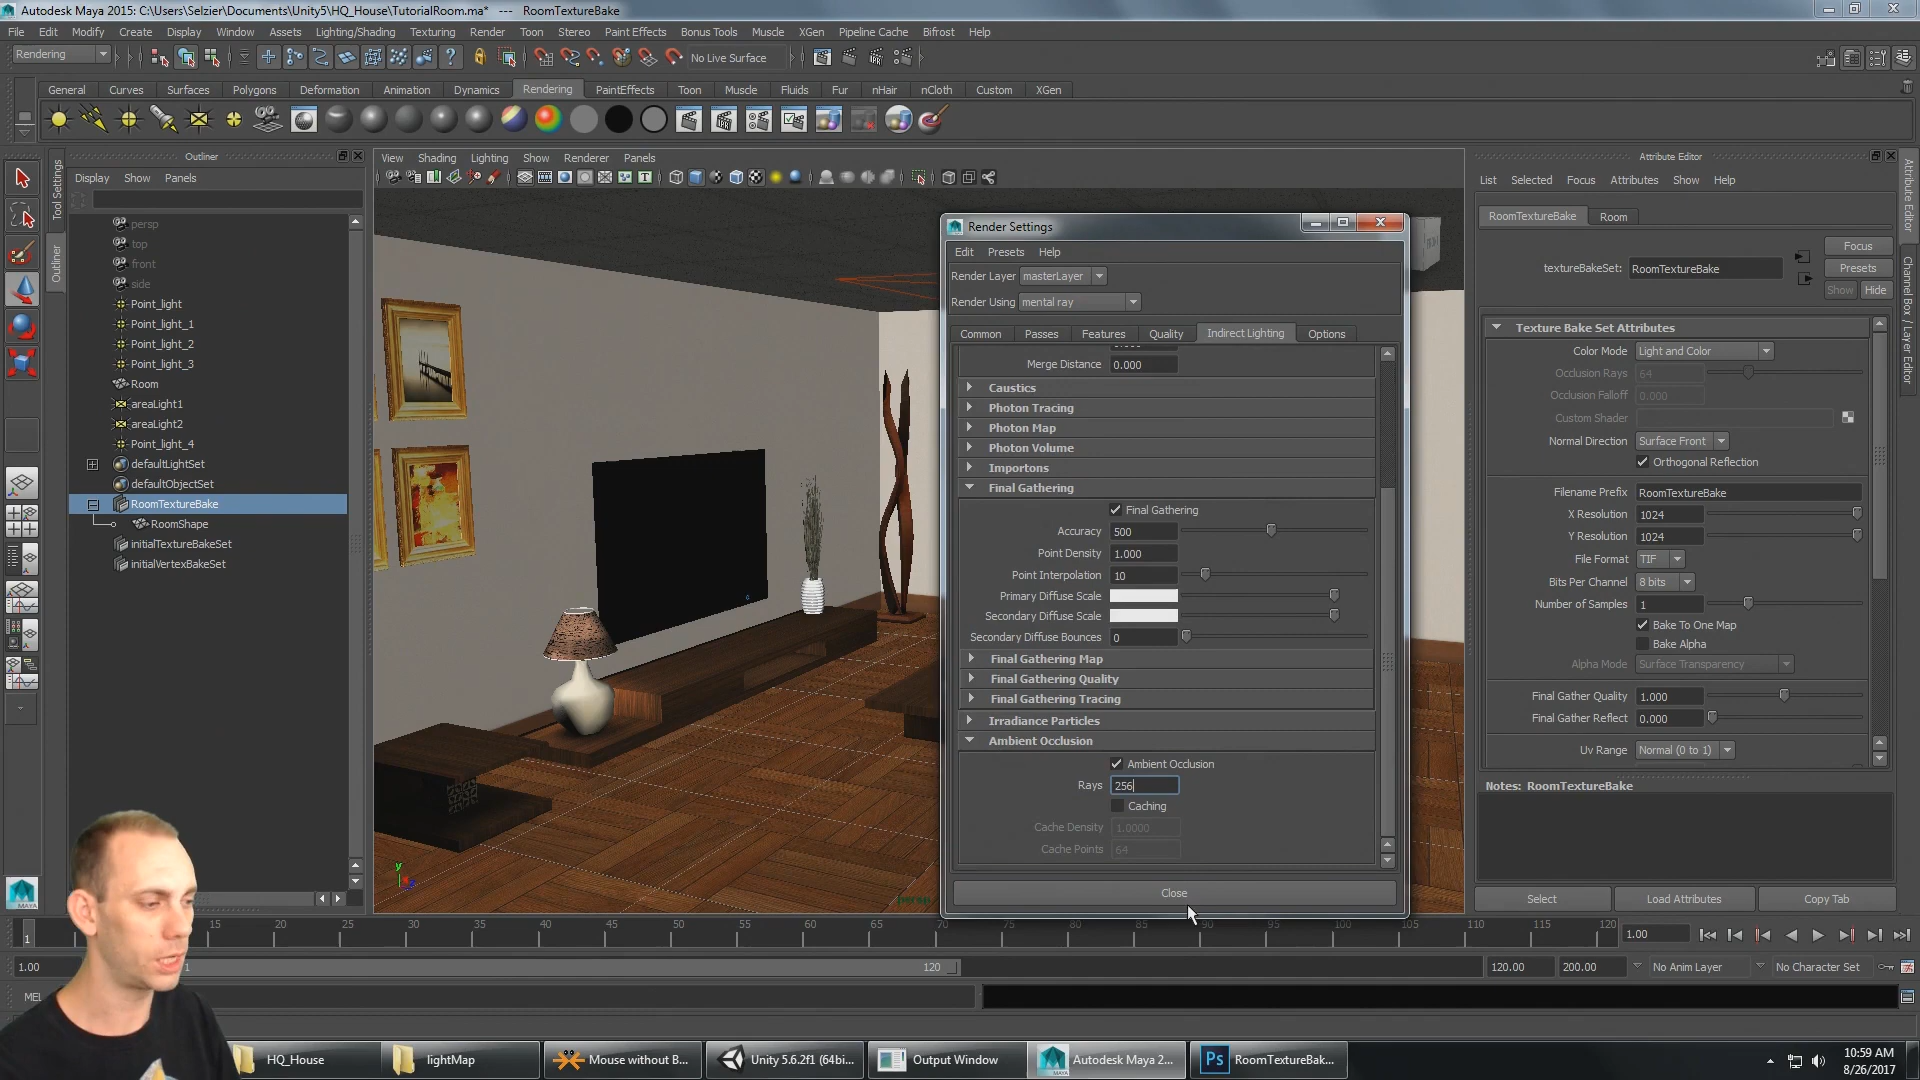 Autodesk Maya 2015: C:\Users\Selzier\Documents\Unity5\HQ_House\TutorialRoom.ma* --- RoomTextureBake
File Edit Modify Create Display Window Assets Lighting/Shading Texturing Render Toon Stereo Paint Effects Bonus Tools Muscle XGen Pipeline Cache Bifrost Help
Rendering No Live Surface
General Curves Surfaces Polygons Deformation Animation Dynamics Rendering PaintEffects Toon Muscle Fluids Fur nHair nCloth Custom XGen
Tool Settings
Outliner
Outliner
Display Show Panels
persp
top
front
side
Point_light
Point_light_1
Point_light_2
Point_light_3
Room
areaLight1
areaLight2
Point_light_4
defaultLightSet
defaultObjectSet
RoomTextureBake
RoomShape
initialTextureBakeSet
initialVertexBakeSet
View Shading Lighting Show Renderer Panels
persp
Render Settings
Edit Presets Help
Render Layer masterLayer
Render Using mental ray
Common Passes Features Quality Indirect Lighting Options
Merge Distance 0.000
Caustics
Photon Tracing
Photon Map
Photon Volume
Importons
Final Gathering
Final Gathering
Accuracy 500
Point Density 1.000
Point Interpolation 10
Primary Diffuse Scale
Secondary Diffuse Scale
Secondary Diffuse Bounces 0
Final Gathering Map
Final Gathering Quality
Final Gathering Tracing
Irradiance Particles
Ambient Occlusion
Ambient Occlusion
Rays 256
Caching
Cache Density 1.0000
Cache Points 64
Close
Attribute Editor
List Selected Focus Attributes Show Help
RoomTextureBake Room
Focus
textureBakeSet: RoomTextureBake Presets
Show Hide
Texture Bake Set Attributes
Color Mode Light and Color
Occlusion Rays 64
Occlusion Falloff 0.000
Custom Shader
Normal Direction Surface Front
Orthogonal Reflection
Filename Prefix RoomTextureBake
X Resolution 1024
Y Resolution 1024
File Format TIF
Bits Per Channel 8 bits
Number of Samples 1
Bake To One Map
Bake Alpha
Alpha Mode Surface Transparency
Final Gather Quality 1.000
Final Gather Reflect 0.000
Uv Range Normal (0 to 1)
Notes: RoomTextureBake
Select Load Attributes Copy Tab
Attribute Editor
Channel Box / Layer Editor
1 15 20 25 30 35 40 45 50 55 60 65 70 75 80 85 90 95 100 105 110 115 120 1.00
1.00 1 120 120.00 200.00 No Anim Layer No Character Set
MEL
HQ_House lightMap Mouse without B... Unity 5.6.2f1 (64bi... Output Window Autodesk Maya 2... Ps RoomTextureBak...
10:59 AM
8/26/2017